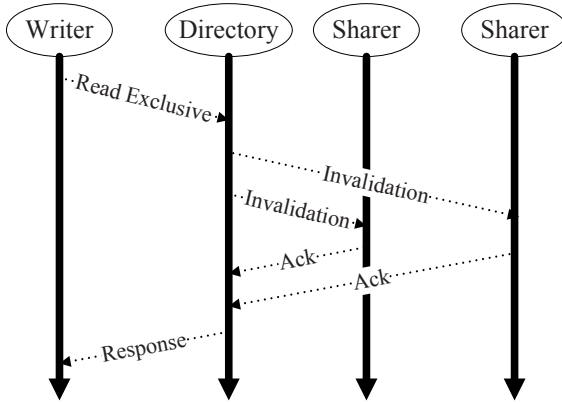 Writer
Directory
Sharer
Sharer
Read Exclusive
Invalidation
Invalidation
Ack
Ack
Response